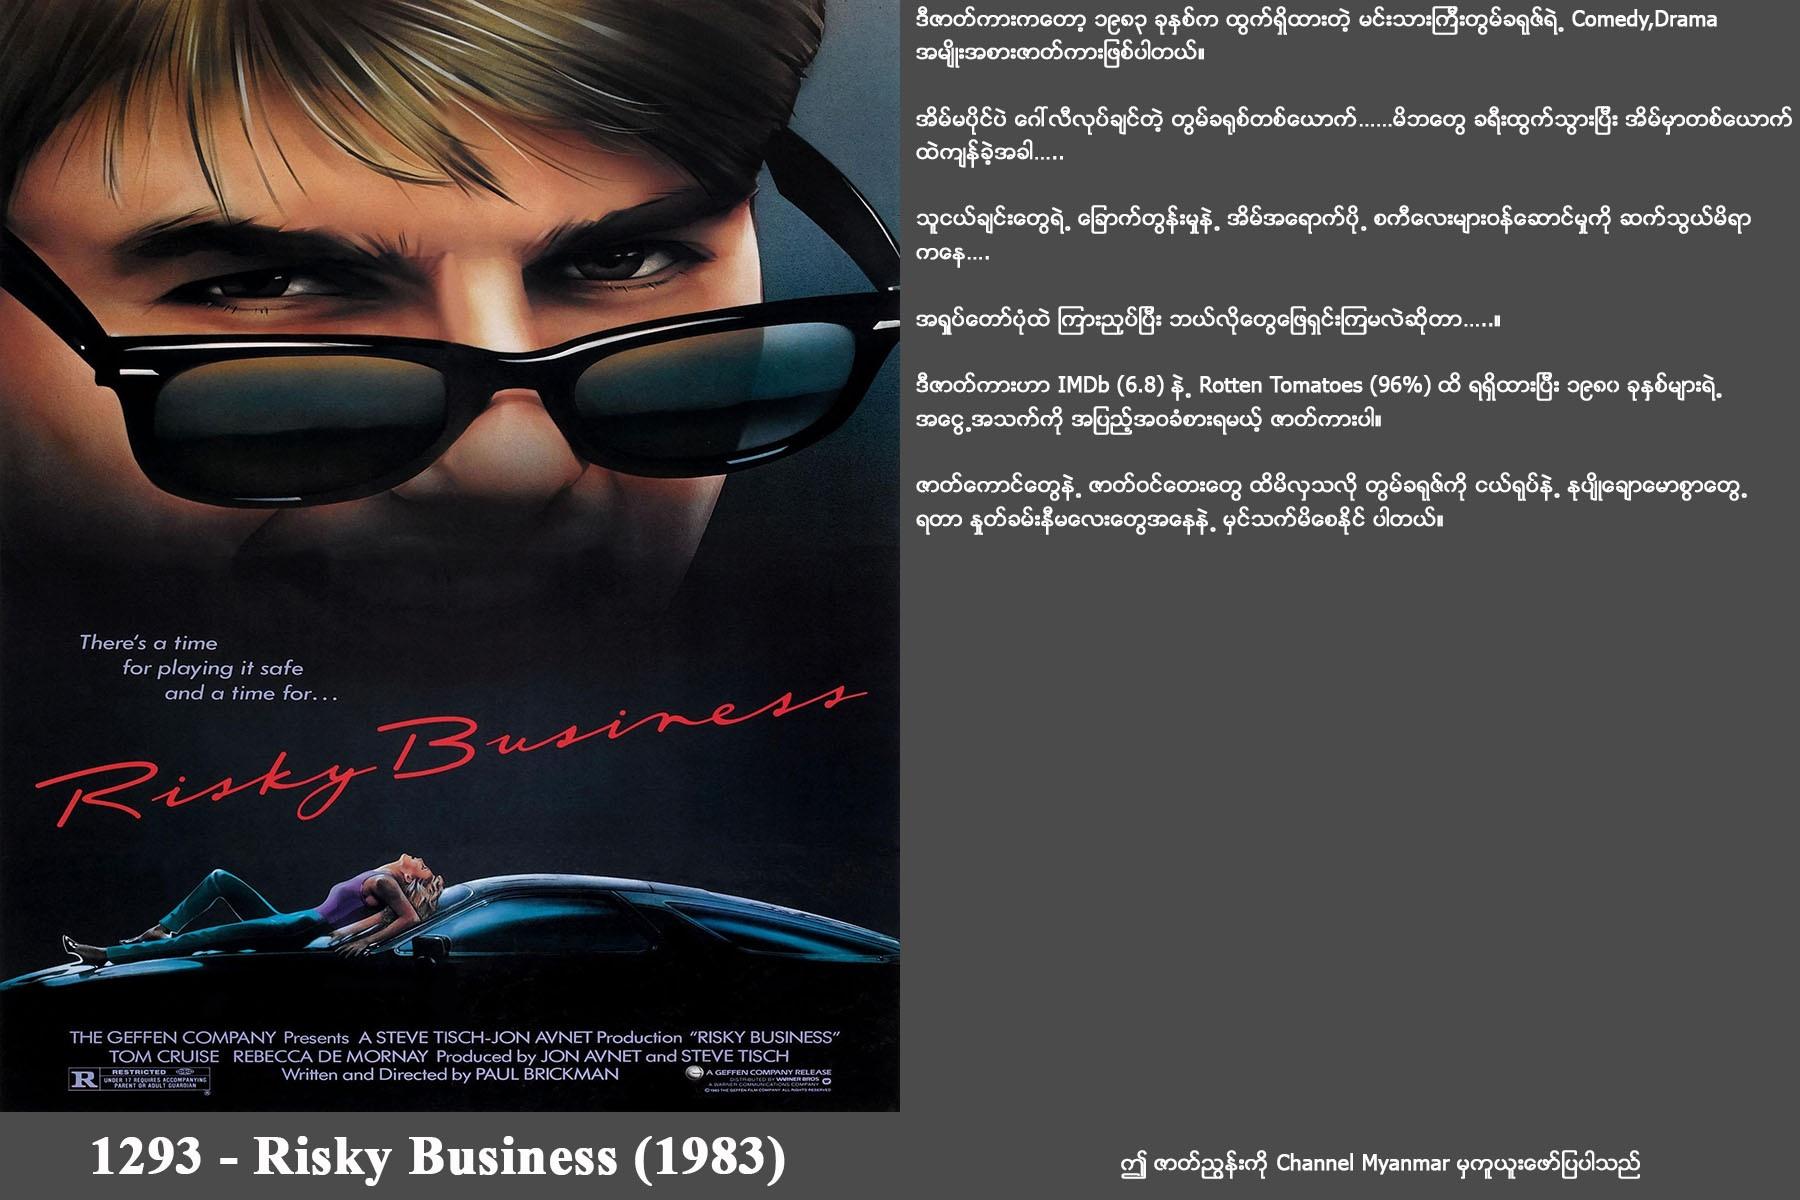 ဒီဇာတ်ကားကတော့ ၁၉၈၃ ခုနှစ်က ထွက်ရှိထားတဲ့ မင်းသားကြီးတွမ်ခရုဇ်ရဲ့ Comedy,Drama
အမျိုးအစားဇာတ်ကားဖြစ်ပါတယ်။
အိမ်မပိုင်ပဲ ဂေါ်လီလုပ်ချင်တဲ့ တွမ်ခရုစ်တစ်ယောက်......မိဘတွေ ခရီးထွက်သွားပြီး အိမ်မှာတစ်ယောက်
ထဲကျန်ခဲ့အခါ.....
သူငယ်ချင်းတွေရဲ့ ခြောက်တွန်းမှုနဲ့ အိမ်အရောက်ပို့ စကီလေးများဝန်ဆောင်မှုကို ဆက်သွယ်မိရာ
ကနေ....
အရှုပ်တော်ပုံထဲ ကြားညှပ်ပြီး ဘယ်လိုတွေဖြေရှင်းကြမလဲဆိုတာ.....။
ဒီဇာတ်ကားဟာ IMDb (6.8) နဲ့ Rotten Tomatoes (96%) ထိ ရရှိထားပြီး ၁၉၈၀ ခုနှစ်များရဲ့
အငွေ့အသက်ကို အပြည့်အဝခံစားရမယ့် ဇာတ်ကားပါ။
ဇာတ်ကောင်တွေနဲ့ ဇာတ်ဝင်တေးတွေ ထိမိလှသလို တွမ်ခရုဇ်ကို ငယ်ရုပ်နဲ့ နုပျိုချောမောစွာတွေ့
ရတာ နှုတ်ခမ်းနီမလေးတွေအနေနဲ့ မှင်သက်မိစေနိုင် ပါတယ်။
There's a time
for playing it safe
and a time for...
Risky Business
THE GEFFEN COMPANY Presents A STEVE TISCH-JON AVNET Production "RISKY BUSINESS"
TOM CRUISE REBECCA DE MORNAY Produced by JON AVNET and STEVE TISCH
Written and Directed by PAUL BRICKMAN
R RESTRICTED
UNDER 17 REQUIRES ACCOMPANYING
PARENT OR ADULT GUARDIAN
A GEFFEN COMPANY RELEASE
DISTRIBUTED BY WARNER BROS
A WARNER COMMUNICATIONS COMPANY
1293 - Risky Business (1983)
ဤ ဇာတ်ညွှန်းကို Channel Myanmar မှကူယူးဖော်ပြပါသည်